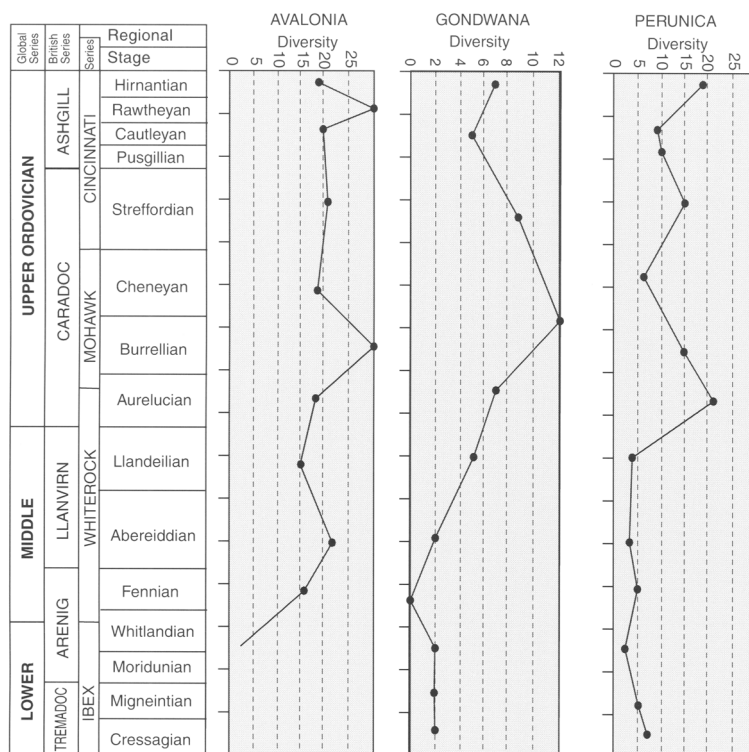 AVALONIA
GONDWANA
PERUNICA
Diversity
Diversity
Diversity
0 5 10 15 20 25
0 2 4 6 8 10 12
0 5 10 15 20 25
Global
Series
British
Series
Series
Regional
Stage
UPPER ORDOVICIAN
MIDDLE
LOWER
ASHGILL
CARADOC
LLANVIRN
ARENIG
TREMADOC
CINCINNATI
MOHAWK
WHITEROCK
IBEX
Hirnantian
Rawtheyan
Cautleyan
Pusgillian
Streffordian
Cheneyan
Burrellian
Aurelucian
Llandeilian
Abereiddian
Fennian
Whitlandian
Moridunian
Migneintian
Cressagian